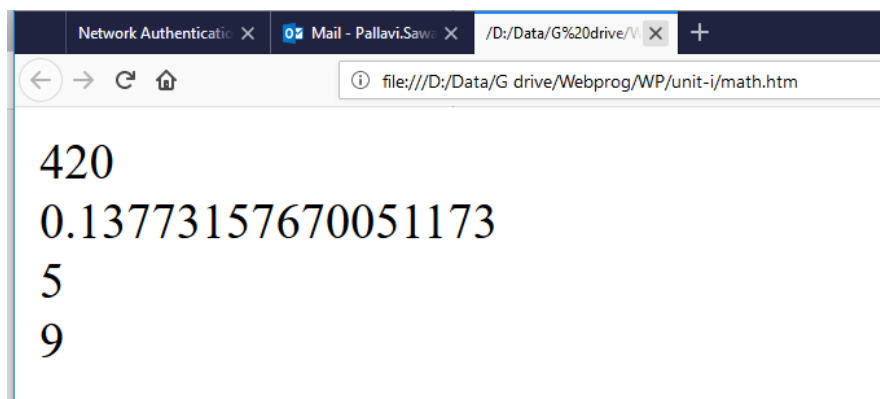 Network Authentic
Mail - Pallavi.Saw
/D:/Data/G%20drive/
file:///D:/Data/G drive/Webprog/WP/unit-i/math.htm
420
0.13773157670051173
5
9